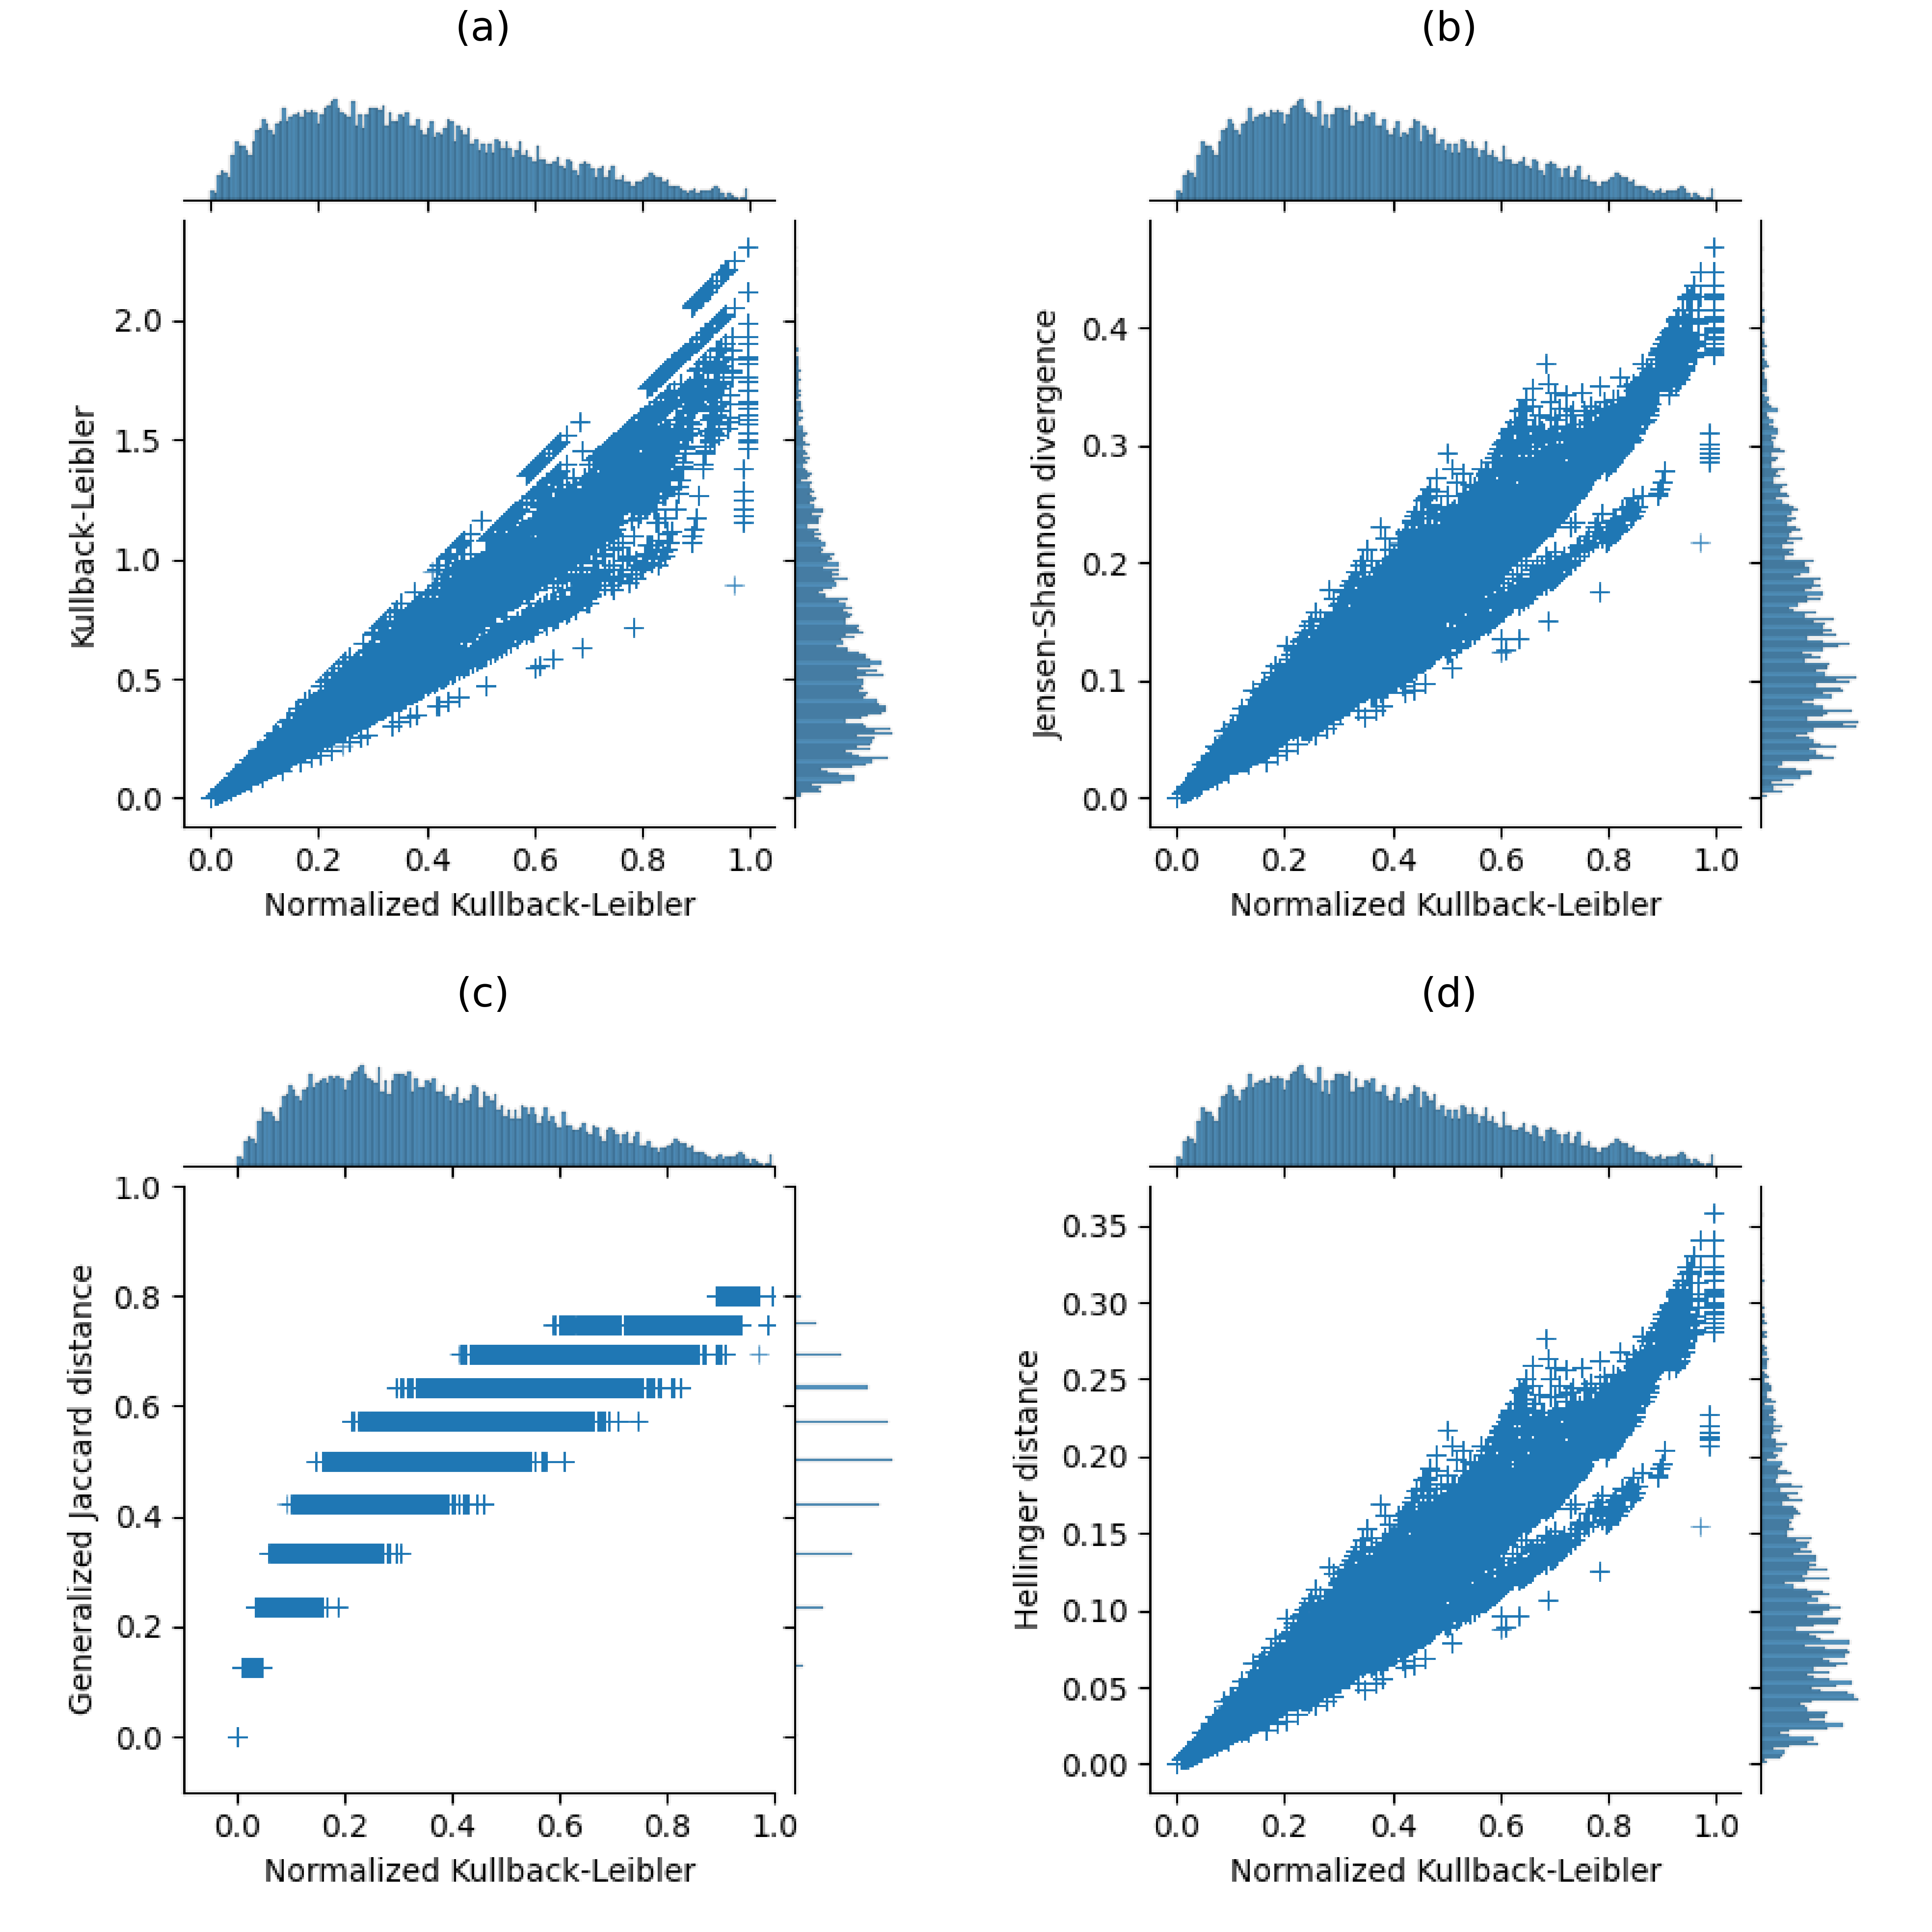 (a)
Kullback-Leibler
2.0
1.5
1.0
0.5
0.0
0.0 0.2 0.4 0.6 0.8 1.0
Normalized Kullback-Leibler
(b)
Jensen-Shannon divergence
0.4
0.3
0.2
0.1
0.0
0.0 0.2 0.4 0.6 0.8 1.0
Normalized Kullback-Leibler
(c)
Generalized Jaccard distance
1.0
0.8
0.6
0.4
0.2
0.0
0.0 0.2 0.4 0.6 0.8 1.0
Normalized Kullback-Leibler
(d)
Hellinger distance
0.35
0.30
0.25
0.20
0.15
0.10
0.05
0.00
0.0 0.2 0.4 0.6 0.8 1.0
Normalized Kullback-Leibler